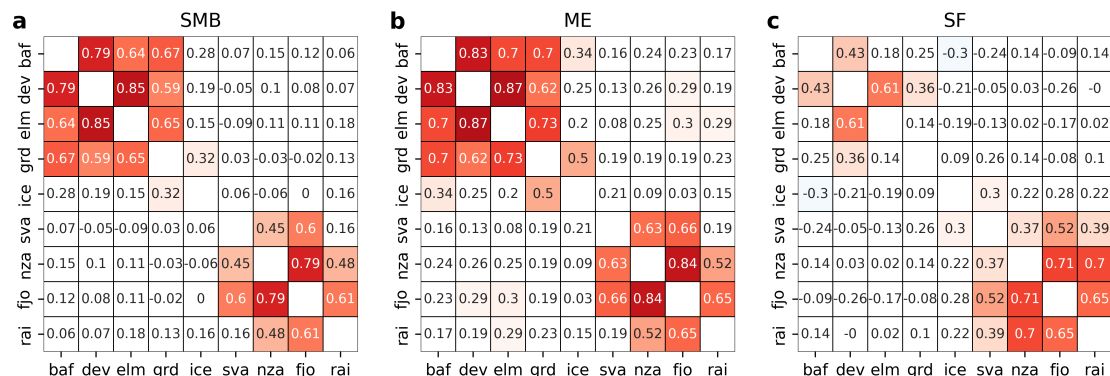 a SMB
baf 0.79 0.64 0.67 0.28 0.07 0.15 0.12 0.06
dev 0.79 0.85 0.59 0.19 -0.05 0.1 0.08 0.07
elm 0.64 0.85 0.65 0.15 -0.09 0.11 0.11 0.18
grd 0.67 0.59 0.65 0.32 0.03 -0.03 -0.02 0.13
ice 0.28 0.19 0.15 0.32 0.06 -0.06 0 0.16
sva 0.07 -0.05 -0.09 0.03 0.06 0.45 0.6 0.16
nza 0.15 0.1 0.11 -0.03 -0.06 0.45 0.79 0.48
fjo 0.12 0.08 0.11 -0.02 0 0.6 0.79 0.61
rai 0.06 0.07 0.18 0.13 0.16 0.16 0.48 0.61
baf dev elm grd ice sva nza fjo rai
b ME
baf 0.83 0.7 0.7 0.34 0.16 0.24 0.23 0.17
dev 0.83 0.87 0.62 0.25 0.13 0.26 0.29 0.19
elm 0.7 0.87 0.73 0.2 0.08 0.25 0.3 0.29
grd 0.7 0.62 0.73 0.5 0.19 0.19 0.19 0.23
ice 0.34 0.25 0.2 0.5 0.21 0.09 0.03 0.15
sva 0.16 0.13 0.08 0.19 0.21 0.63 0.66 0.19
nza 0.24 0.26 0.25 0.19 0.09 0.63 0.84 0.52
fjo 0.23 0.29 0.3 0.19 0.03 0.66 0.84 0.65
rai 0.17 0.19 0.29 0.23 0.15 0.19 0.52 0.65
baf dev elm grd ice sva nza fjo rai
c SF
baf 0.43 0.18 0.25 -0.3 -0.24 0.14 -0.09 0.14
dev 0.43 0.61 0.36 -0.21 -0.05 0.03 -0.26 -0
elm 0.18 0.61 0.14 -0.19 -0.13 0.02 -0.17 0.02
grd 0.25 0.36 0.14 0.09 0.26 0.14 -0.08 0.1
ice -0.3 -0.21 -0.19 0.09 0.3 0.22 0.28 0.22
sva -0.24 -0.05 -0.13 0.26 0.3 0.37 0.52 0.39
nza 0.14 0.03 0.02 0.14 0.22 0.37 0.71 0.7
fjo -0.09 -0.26 -0.17 -0.08 0.28 0.52 0.71 0.65
rai 0.14 -0 0.02 0.1 0.22 0.39 0.7 0.65
baf dev elm grd ice sva nza fjo rai